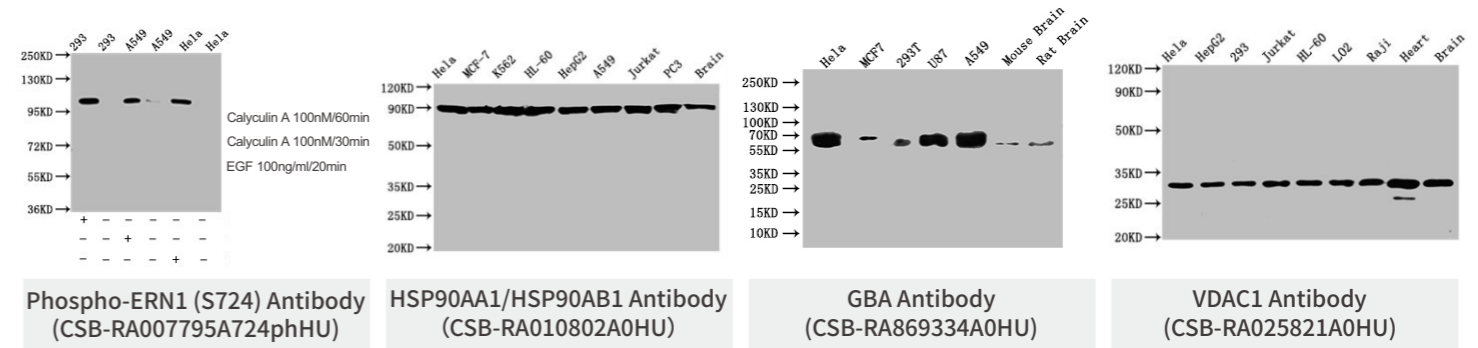 293 293 A549 A549 Hela Hela
250KD
130KD
95KD
72KD
55KD
36KD
Calyculin A 100nM/60min
Calyculin A 100nM/30min
EGF 100ng/ml/20min
+ − − − − −
− − + − − −
− − − − + −
Phospho-ERN1 (S724) Antibody
(CSB-RA007795A724phHU)
Hela MCF-7 K562 HL-60 HepG2 A549 Jurkat PC3 Brain
120KD
90KD
50KD
35KD
25KD
20KD
HSP90AA1/HSP90AB1 Antibody
（CSB-RA010802A0HU）
Hela MCF7 293T U87 A549 Mouse Brain Rat Brain
250KD
130KD
100KD
70KD
55KD
35KD
25KD
15KD
10KD
GBA Antibody
(CSB-RA869334A0HU)
Hela HepG2 293 Jurkat HL-60 LO2 Raji Heart Brain
120KD
90KD
50KD
35KD
25KD
20KD
VDAC1 Antibody
(CSB-RA025821A0HU)